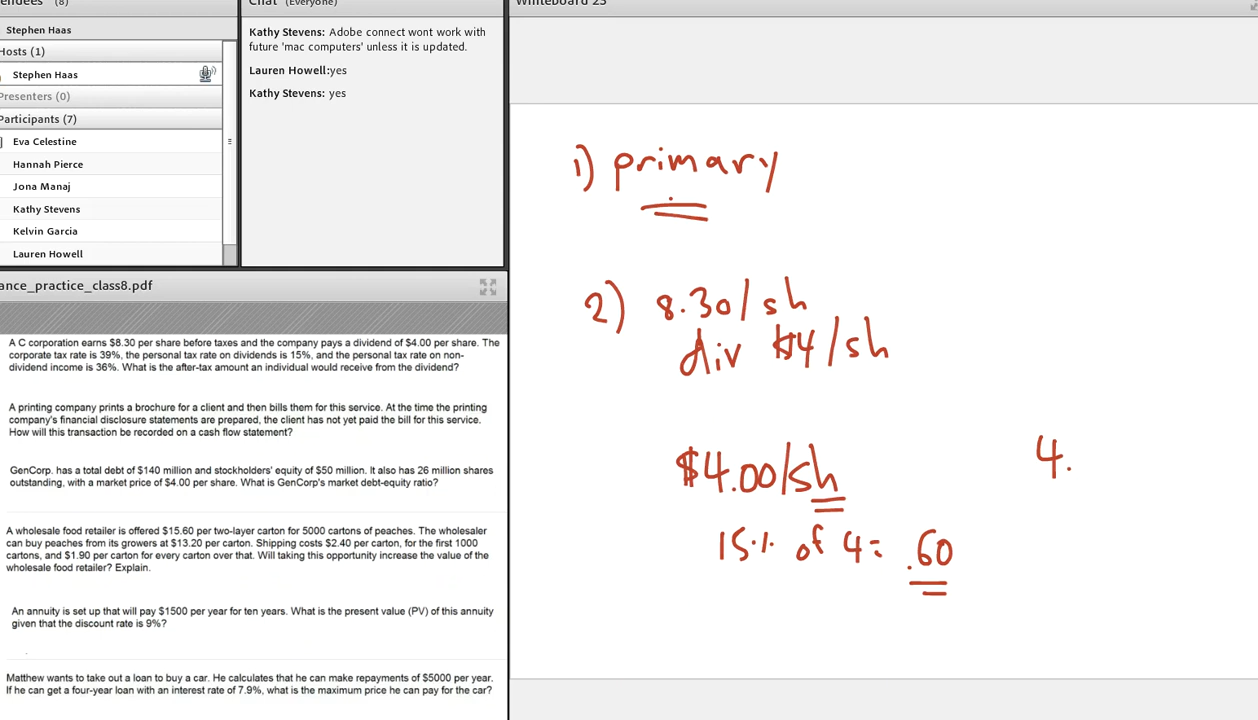 endees (8)
Stephen Haas
Hosts (1)
Stephen Haas
Presenters (0)
Participants (7)
Eva Celestine
Hannah Pierce
Jona Manaj
Kathy Stevens
Kelvin Garcia
Lauren Howell
Chat (Everyone)
Kathy Stevens: Adobe connect wont work with
future 'mac computers' unless it is updated.
Lauren Howell:yes
Kathy Stevens: yes
ance_practice_class8.pdf
A C corporation earns $8.30 per share before taxes and the company pays a dividend of $4.00 per share. The
corporate tax rate is 39%, the personal tax rate on dividends is 15%, and the personal tax rate on non-
dividend income is 36%. What is the after-tax amount an individual would receive from the dividend?
A printing company prints a brochure for a client and then bills them for this service. At the time the printing
company's financial disclosure statements are prepared, the client has not yet paid the bill for this service.
How will this transaction be recorded on a cash flow statement?
GenCorp. has a total debt of $140 million and stockholders' equity of $50 million. It also has 26 million shares
outstanding, with a market price of $4.00 per share. What is GenCorp's market debt-equity ratio?
A wholesale food retailer is offered $15.60 per two-layer carton for 5000 cartons of peaches. The wholesaler
can buy peaches from its growers at $13.20 per carton. Shipping costs $2.40 per carton, for the first 1000
cartons, and $1.90 per carton for every carton over that. Will taking this opportunity increase the value of the
wholesale food retailer? Explain.
An annuity is set up that will pay $1500 per year for ten years. What is the present value (PV) of this annuity
given that the discount rate is 9%?
Matthew wants to take out a loan to buy a car. He calculates that he can make repayments of $5000 per year.
If he can get a four-year loan with an interest rate of 7.9%, what is the maximum price he can pay for the car?
Whiteboard 23
1) primary
2) 8.30/sh
div $4/sh
$4.00/sh
4.
15% of 4= .60